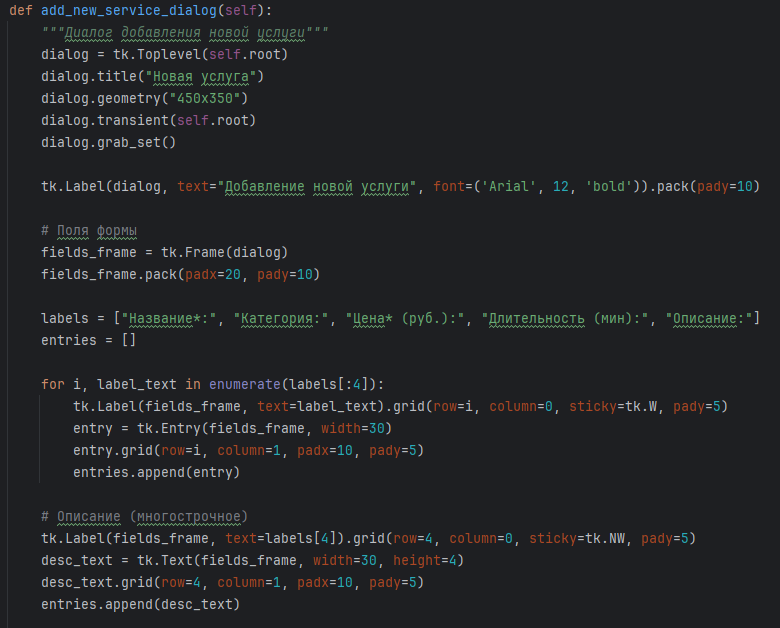 def add_new_service_dialog(self):
    """Диалог добавления новой услуги"""
    dialog = tk.Toplevel(self.root)
    dialog.title("Новая услуга")
    dialog.geometry("450x350")
    dialog.transient(self.root)
    dialog.grab_set()

    tk.Label(dialog, text="Добавление новой услуги", font=('Arial', 12, 'bold')).pack(pady=10)

    # Поля формы
    fields_frame = tk.Frame(dialog)
    fields_frame.pack(padx=20, pady=10)

    labels = ["Название*:", "Категория:", "Цена* (руб.):", "Длительность (мин):", "Описание:"]
    entries = []

    for i, label_text in enumerate(labels[:4]):
        tk.Label(fields_frame, text=label_text).grid(row=i, column=0, sticky=tk.W, pady=5)
        entry = tk.Entry(fields_frame, width=30)
        entry.grid(row=i, column=1, padx=10, pady=5)
        entries.append(entry)

    # Описание (многострочное)
    tk.Label(fields_frame, text=labels[4]).grid(row=4, column=0, sticky=tk.NW, pady=5)
    desc_text = tk.Text(fields_frame, width=30, height=4)
    desc_text.grid(row=4, column=1, padx=10, pady=5)
    entries.append(desc_text)